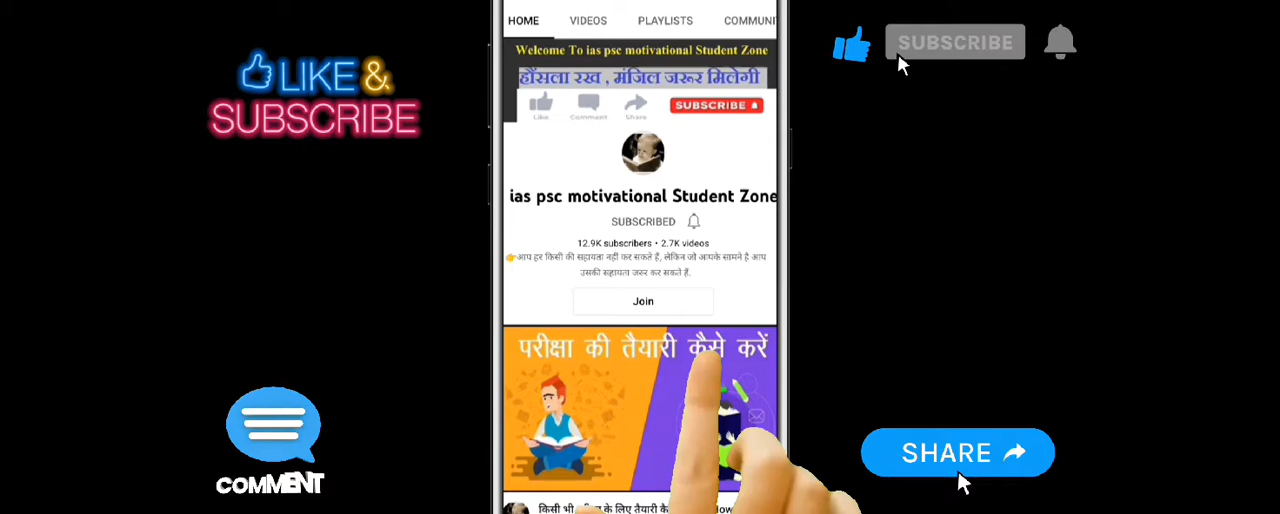 HOME VIDEOS PLAYLISTS COMMUNI
Welcome To ias psc motivational Student Zone
हौंसला रख , मंजिल जरूर मिलेगी
Like Comment Share SUBSCRIBE
ias psc motivational Student Zone
SUBSCRIBED
12.9K subscribers • 2.7K videos
👉आप हर किसी की सहायता नहीं कर सकते हैं, लेकिन जो आपके सामने है आप
उसकी सहायता जरुर कर सकते हैं.
Join
परीक्षा की तैयारी कैसे करें
किसी भी के लिए तैयारी
LIKE &
SUBSCRIBE
SUBSCRIBE
COMMENT
SHARE